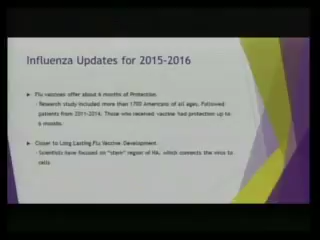 Influenza Updates for 2015-2016
Flu vaccines offer about 6 months of Protection.
- Research study included more than 1700 Americans of all ages. Followed
patients from 2011-2014. Those who received vaccine had protection up to
6 months.
Closer to Long Lasting Flu Vaccine Development
- Scientists have focused on "stem" region of HA, which connects the virus to
cells